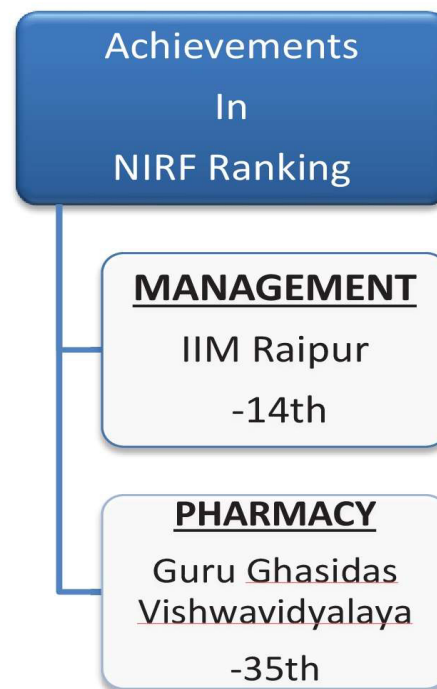 Achievements
In
NIRF Ranking
MANAGEMENT
IIM Raipur
-14th
PHARMACY
Guru Ghasidas
Vishwavidyalaya
-35th